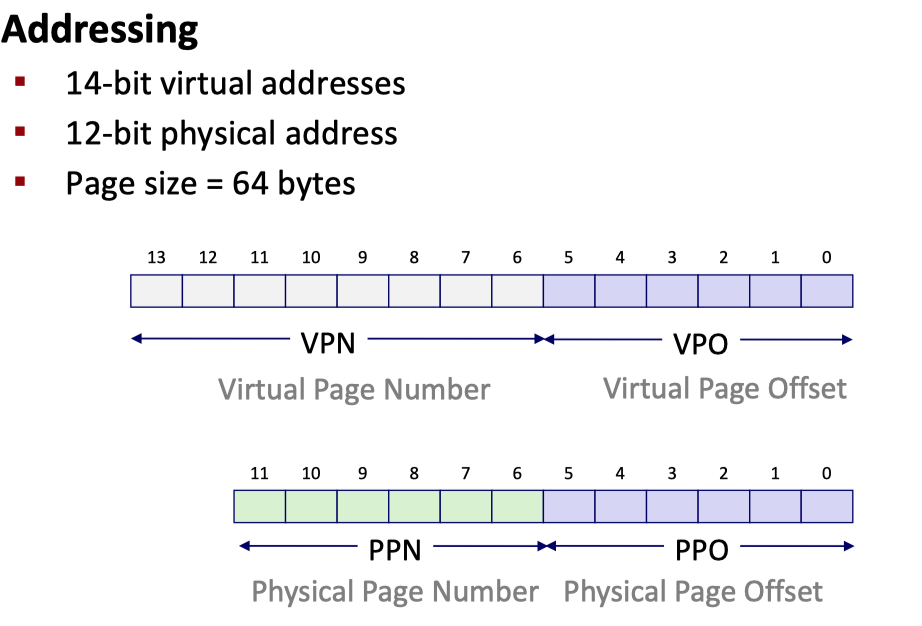 Addressing
▪ 14-bit virtual addresses
▪ 12-bit physical address
▪ Page size = 64 bytes
13 12 11 10 9 8 7 6 5 4 3 2 1 0
VPN VPO
Virtual Page Number Virtual Page Offset
11 10 9 8 7 6 5 4 3 2 1 0
PPN PPO
Physical Page Number Physical Page Offset